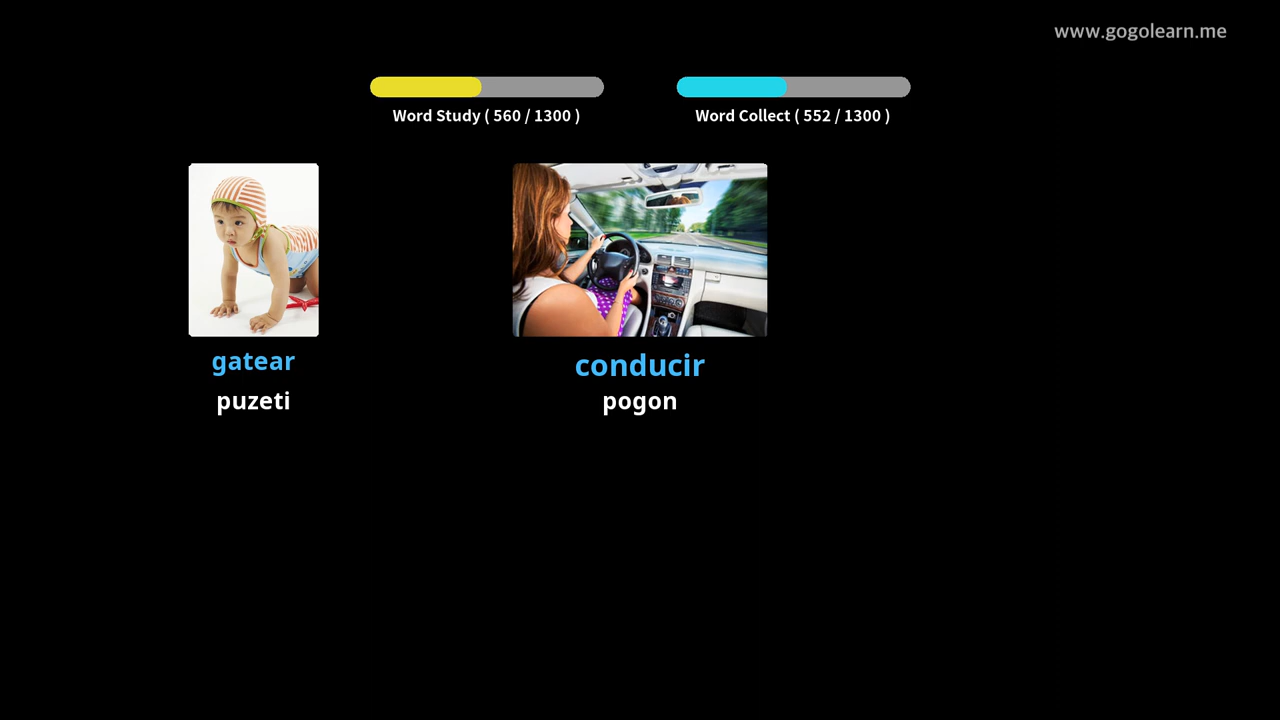 www.gogolearn.me
Word Study ( 560 / 1300 )
Word Collect ( 552 / 1300 )
gatear
puzeti
conducir
pogon